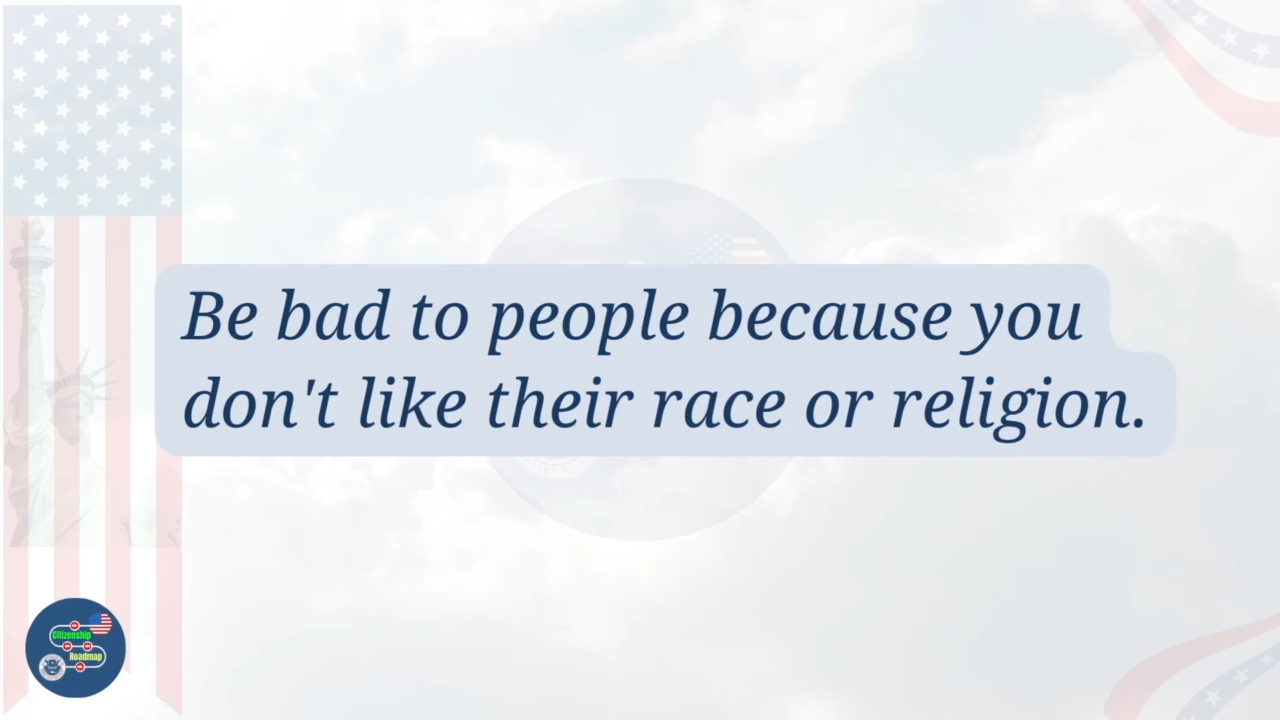 Be bad to people because you
don't like their race or religion.
Citizenship
Roadmap